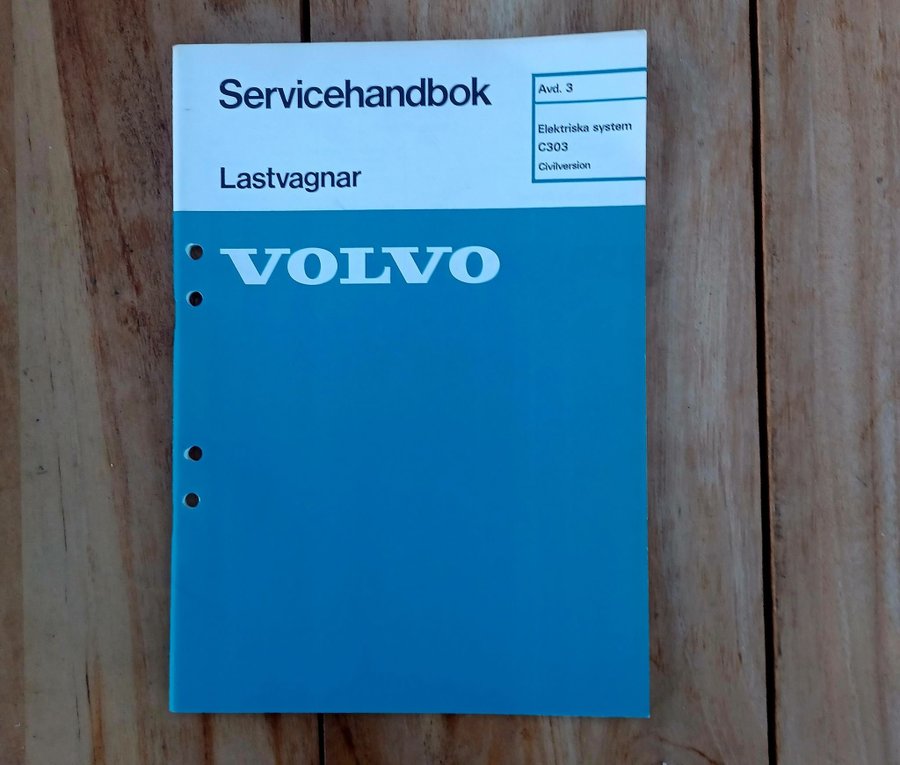 Servicehandbok
Lastvagnar
Avd. 3
Elektriska system
C303
Civilversion
VOLVO